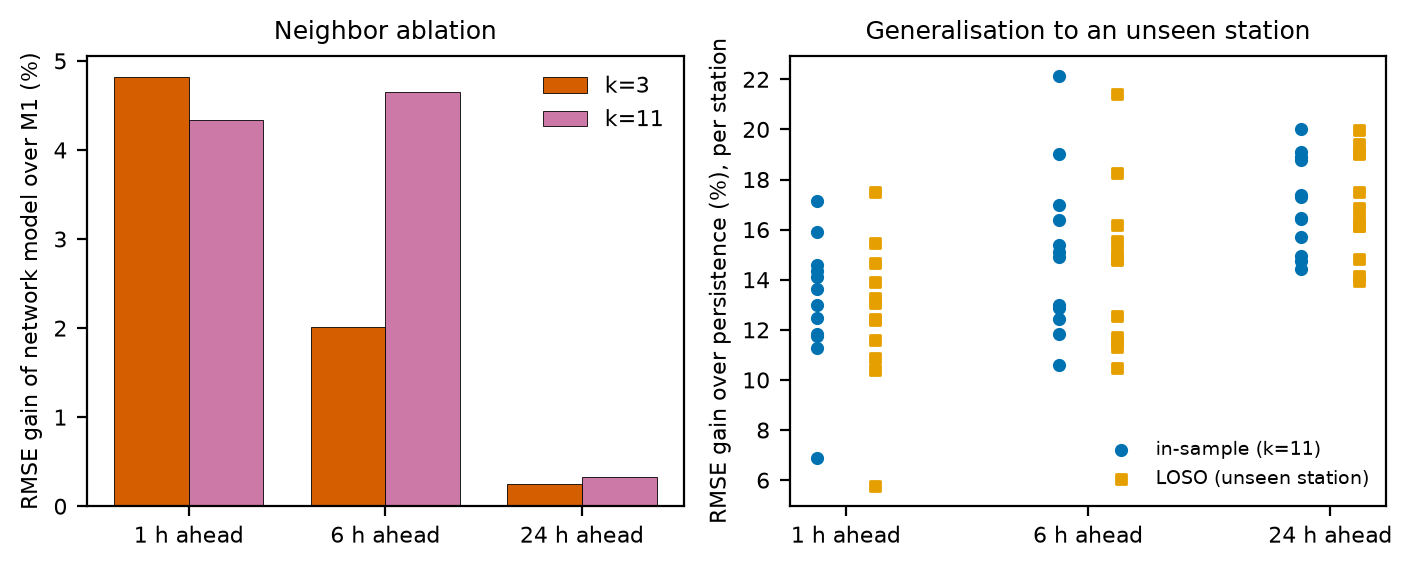 Neighbor ablation
RMSE gain of network model over M1 (%)
5
4
3
2
1
0
k=3
k=11
1 h ahead
6 h ahead
24 h ahead
Generalisation to an unseen station
RMSE gain over persistence (%), per station
22
20
18
16
14
12
10
8
6
in-sample (k=11)
LOSO (unseen station)
1 h ahead
6 h ahead
24 h ahead